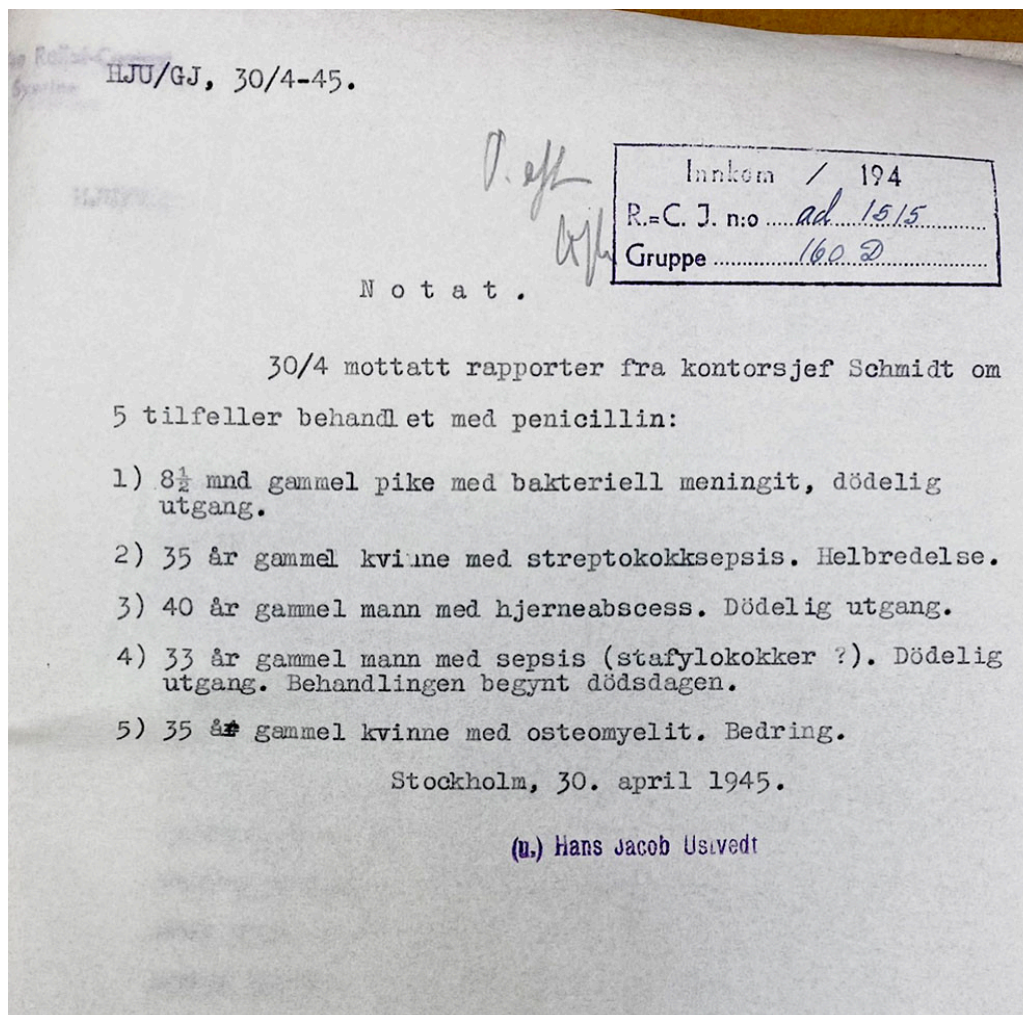 HJU/GJ, 30/4-45.
Innkom / 194
R.=C. J. n:o ad 1515
Gruppe 160 D
Notat.
30/4 mottatt rapporter fra kontorsjef Schmidt om
5 tilfeller behandlet med penicillin:
1) 8½ mnd gammel pike med bakteriell meningit, dödelig
utgang.
2) 35 år gammel kvinne med streptokokksepsis. Helbredelse.
3) 40 år gammel mann med hjerneabscess. Dödelig utgang.
4) 33 år gammel mann med sepsis (stafylokokker ?). Dödelig
utgang. Behandlingen begynt dödsdagen.
5) 35 år gammel kvinne med osteomyelit. Bedring.
Stockholm, 30. april 1945.
(u.) Hans Jacob Ustvedt